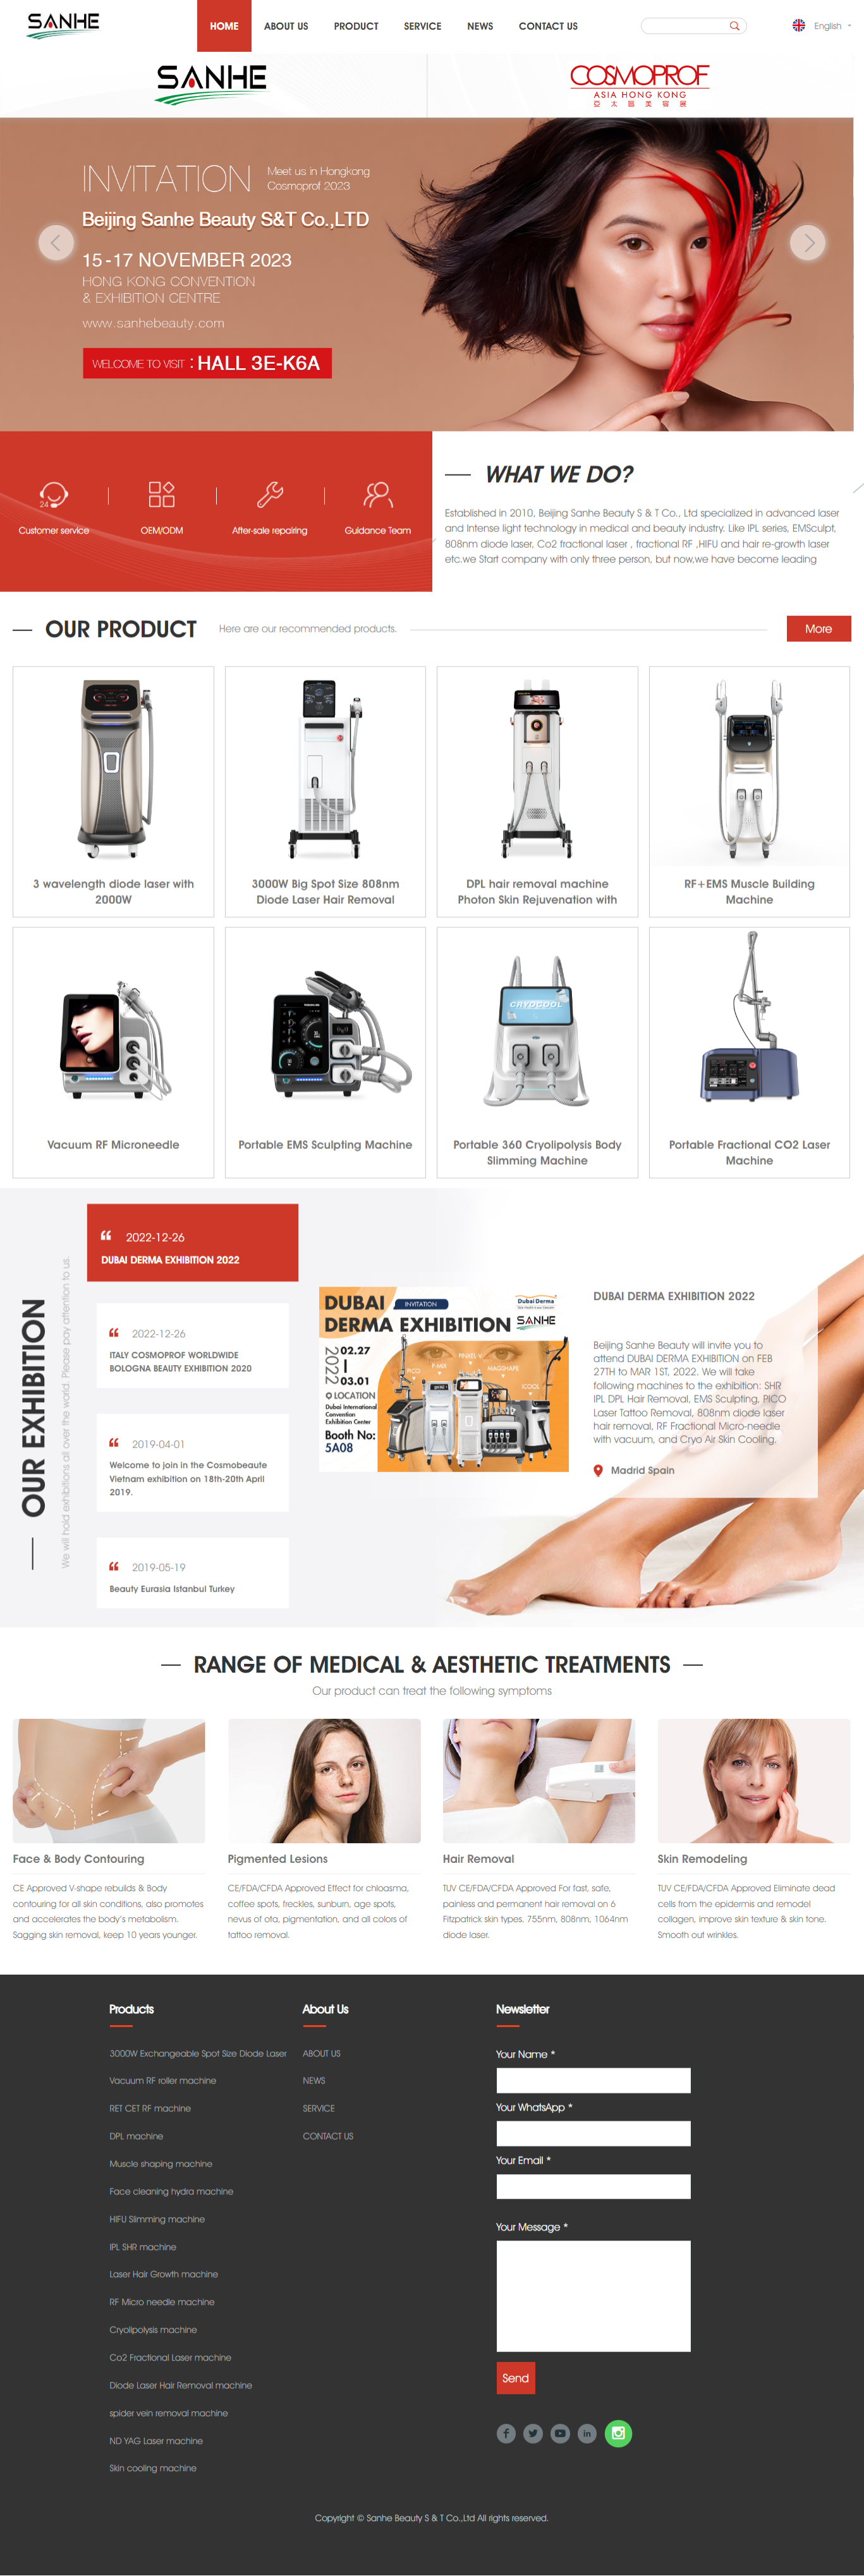 SANHE
HOME
ABOUT US
PRODUCT
SERVICE
NEWS
CONTACT US
English
SANHE
COSMOPROF
ASIA HONG KONG
亞太區美容展
INVITATION
Meet us in Hongkong
Cosmoprof 2023
Beijing Sanhe Beauty S&T Co.,LTD
15-17 NOVEMBER 2023
HONG KONG CONVENTION
& EXHIBITION CENTRE
www.sanhebeauty.com
WELCOME TO VISIT : HALL 3E-K6A
24
Customer service
OEM/ODM
After-sale repairing
Guidance Team
WHAT WE DO?
Established in 2010, Beijing Sanhe Beauty S & T Co., Ltd specialized in advanced laser
and Intense light technology in medical and beauty industry. Like IPL series, EMSculpt,
808nm diode laser, Co2 fractional laser , fractional RF ,HIFU and hair re-growth laser
etc.we Start company with only three person, but now,we have become leading
OUR PRODUCT
Here are our recommended products.
More
3 wavelength diode laser with
2000W
3000W Big Spot Size 808nm
Diode Laser Hair Removal
DPL hair removal machine
Photon Skin Rejuvenation with
RF+EMS Muscle Building
Machine
CRYOCOOL
Vacuum RF Microneedle
Portable EMS Sculpting Machine
Portable 360 Cryolipolysis Body
Slimming Machine
Portable Fractional CO2 Laser
Machine
OUR EXHIBITION
We will hold exhibitions all over the world. Please pay attention to us.
2022-12-26
DUBAI DERMA EXHIBITION 2022
2022-12-26
ITALY COSMOPROF WORLDWIDE
BOLOGNA BEAUTY EXHIBITION 2020
2019-04-01
Welcome to join in the Cosmobeaute
Vietnam exhibition on 18th-20th April
2019.
2019-05-19
Beauty Eurasia Istanbul Turkey
DUBAI
INVITATION
Dubai Derma
DERMA EXHIBITION
SANHE
2022
02.27
03.01
LOCATION
Dubai International
Convention
Exhibition Center
Booth No:
5A08
PICO
DUBAI DERMA EXHIBITION 2022
Beijing Sanhe Beauty will invite you to
attend DUBAI DERMA EXHIBITION on FEB
27TH to MAR 1ST, 2022. We will take
following machines to the exhibition: SHR
IPL DPL Hair Removal, EMS Sculpting, PICO
Laser Tattoo Removal, 808nm diode laser
hair removal, RF Fractional Micro-needle
with vacuum, and Cryo Air Skin Cooling.
Madrid Spain
RANGE OF MEDICAL & AESTHETIC TREATMENTS
Our product can treat the following symptoms
Face & Body Contouring
CE Approved V-shape rebuilds & Body
contouring for all skin conditions, also promotes
and accelerates the body's metabolism.
Sagging skin removal, keep 10 years younger.
Pigmented Lesions
CE/FDA/CFDA Approved Effect for chloasma,
coffee spots, freckles, sunburn, age spots,
nevus of ota, pigmentation, and all colors of
tattoo removal.
Hair Removal
TUV CE/FDA/CFDA Approved For fast, safe,
painless and permanent hair removal on 6
Fitzpatrick skin types. 755nm, 808nm, 1064nm
diode laser.
Skin Remodeling
TUV CE/FDA/CFDA Approved Eliminate dead
cells from the epidermis and remodel
collagen, improve skin texture & skin tone.
Smooth out wrinkles.
Products
3000W Exchangeable Spot Size Diode Laser
Vacuum RF roller machine
RET CET RF machine
DPL machine
Muscle shaping machine
Face cleaning hydra machine
HIFU Slimming machine
IPL SHR machine
Laser Hair Growth machine
RF Micro needle machine
Cryolipolysis machine
Co2 Fractional Laser machine
Diode Laser Hair Removal machine
spider vein removal machine
ND YAG Laser machine
Skin cooling machine
About Us
ABOUT US
NEWS
SERVICE
CONTACT US
Newsletter
Your Name *
Your WhatsApp *
Your Email *
Your Message *
Send
Copyright © Sanhe Beauty S & T Co.,Ltd All rights reserved.